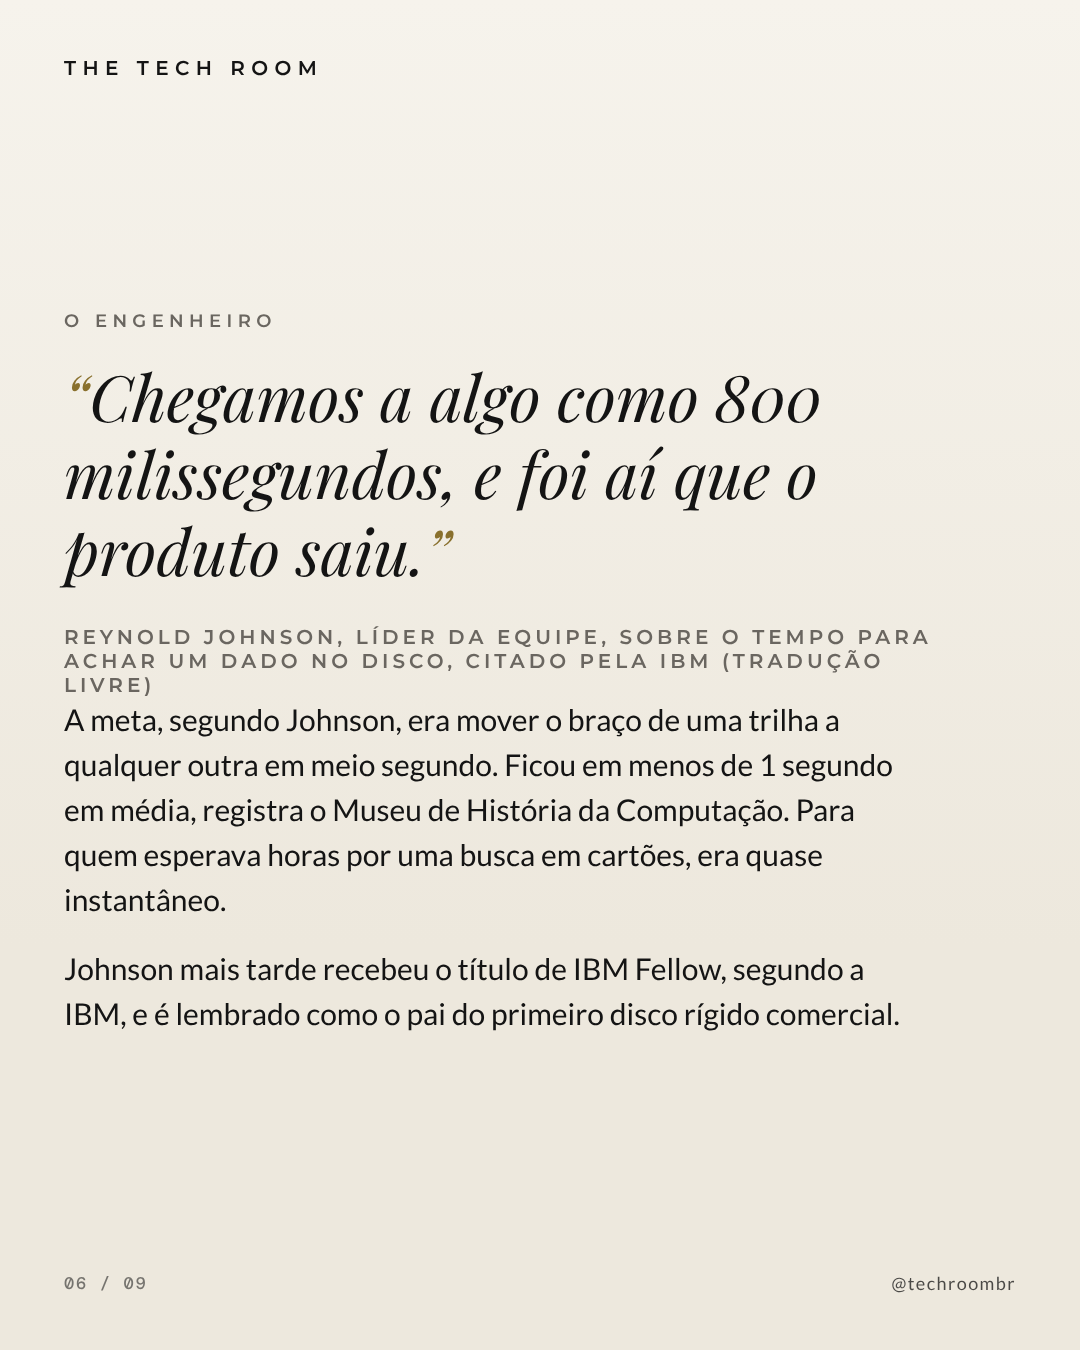 THE TECH ROOM
O ENGENHEIRO
“Chegamos a algo como 800
milissegundos, e foi aí que o
produto saiu.”
REYNOLD JOHNSON, LÍDER DA EQUIPE, SOBRE O TEMPO PARA
ACHAR UM DADO NO DISCO, CITADO PELA IBM (TRADUÇÃO
LIVRE)
A meta, segundo Johnson, era mover o braço de uma trilha a
qualquer outra em meio segundo. Ficou em menos de 1 segundo
em média, registra o Museu de História da Computação. Para
quem esperava horas por uma busca em cartões, era quase
instantâneo.
Johnson mais tarde recebeu o título de IBM Fellow, segundo a
IBM, e é lembrado como o pai do primeiro disco rígido comercial.
06 / 09
@techroombr